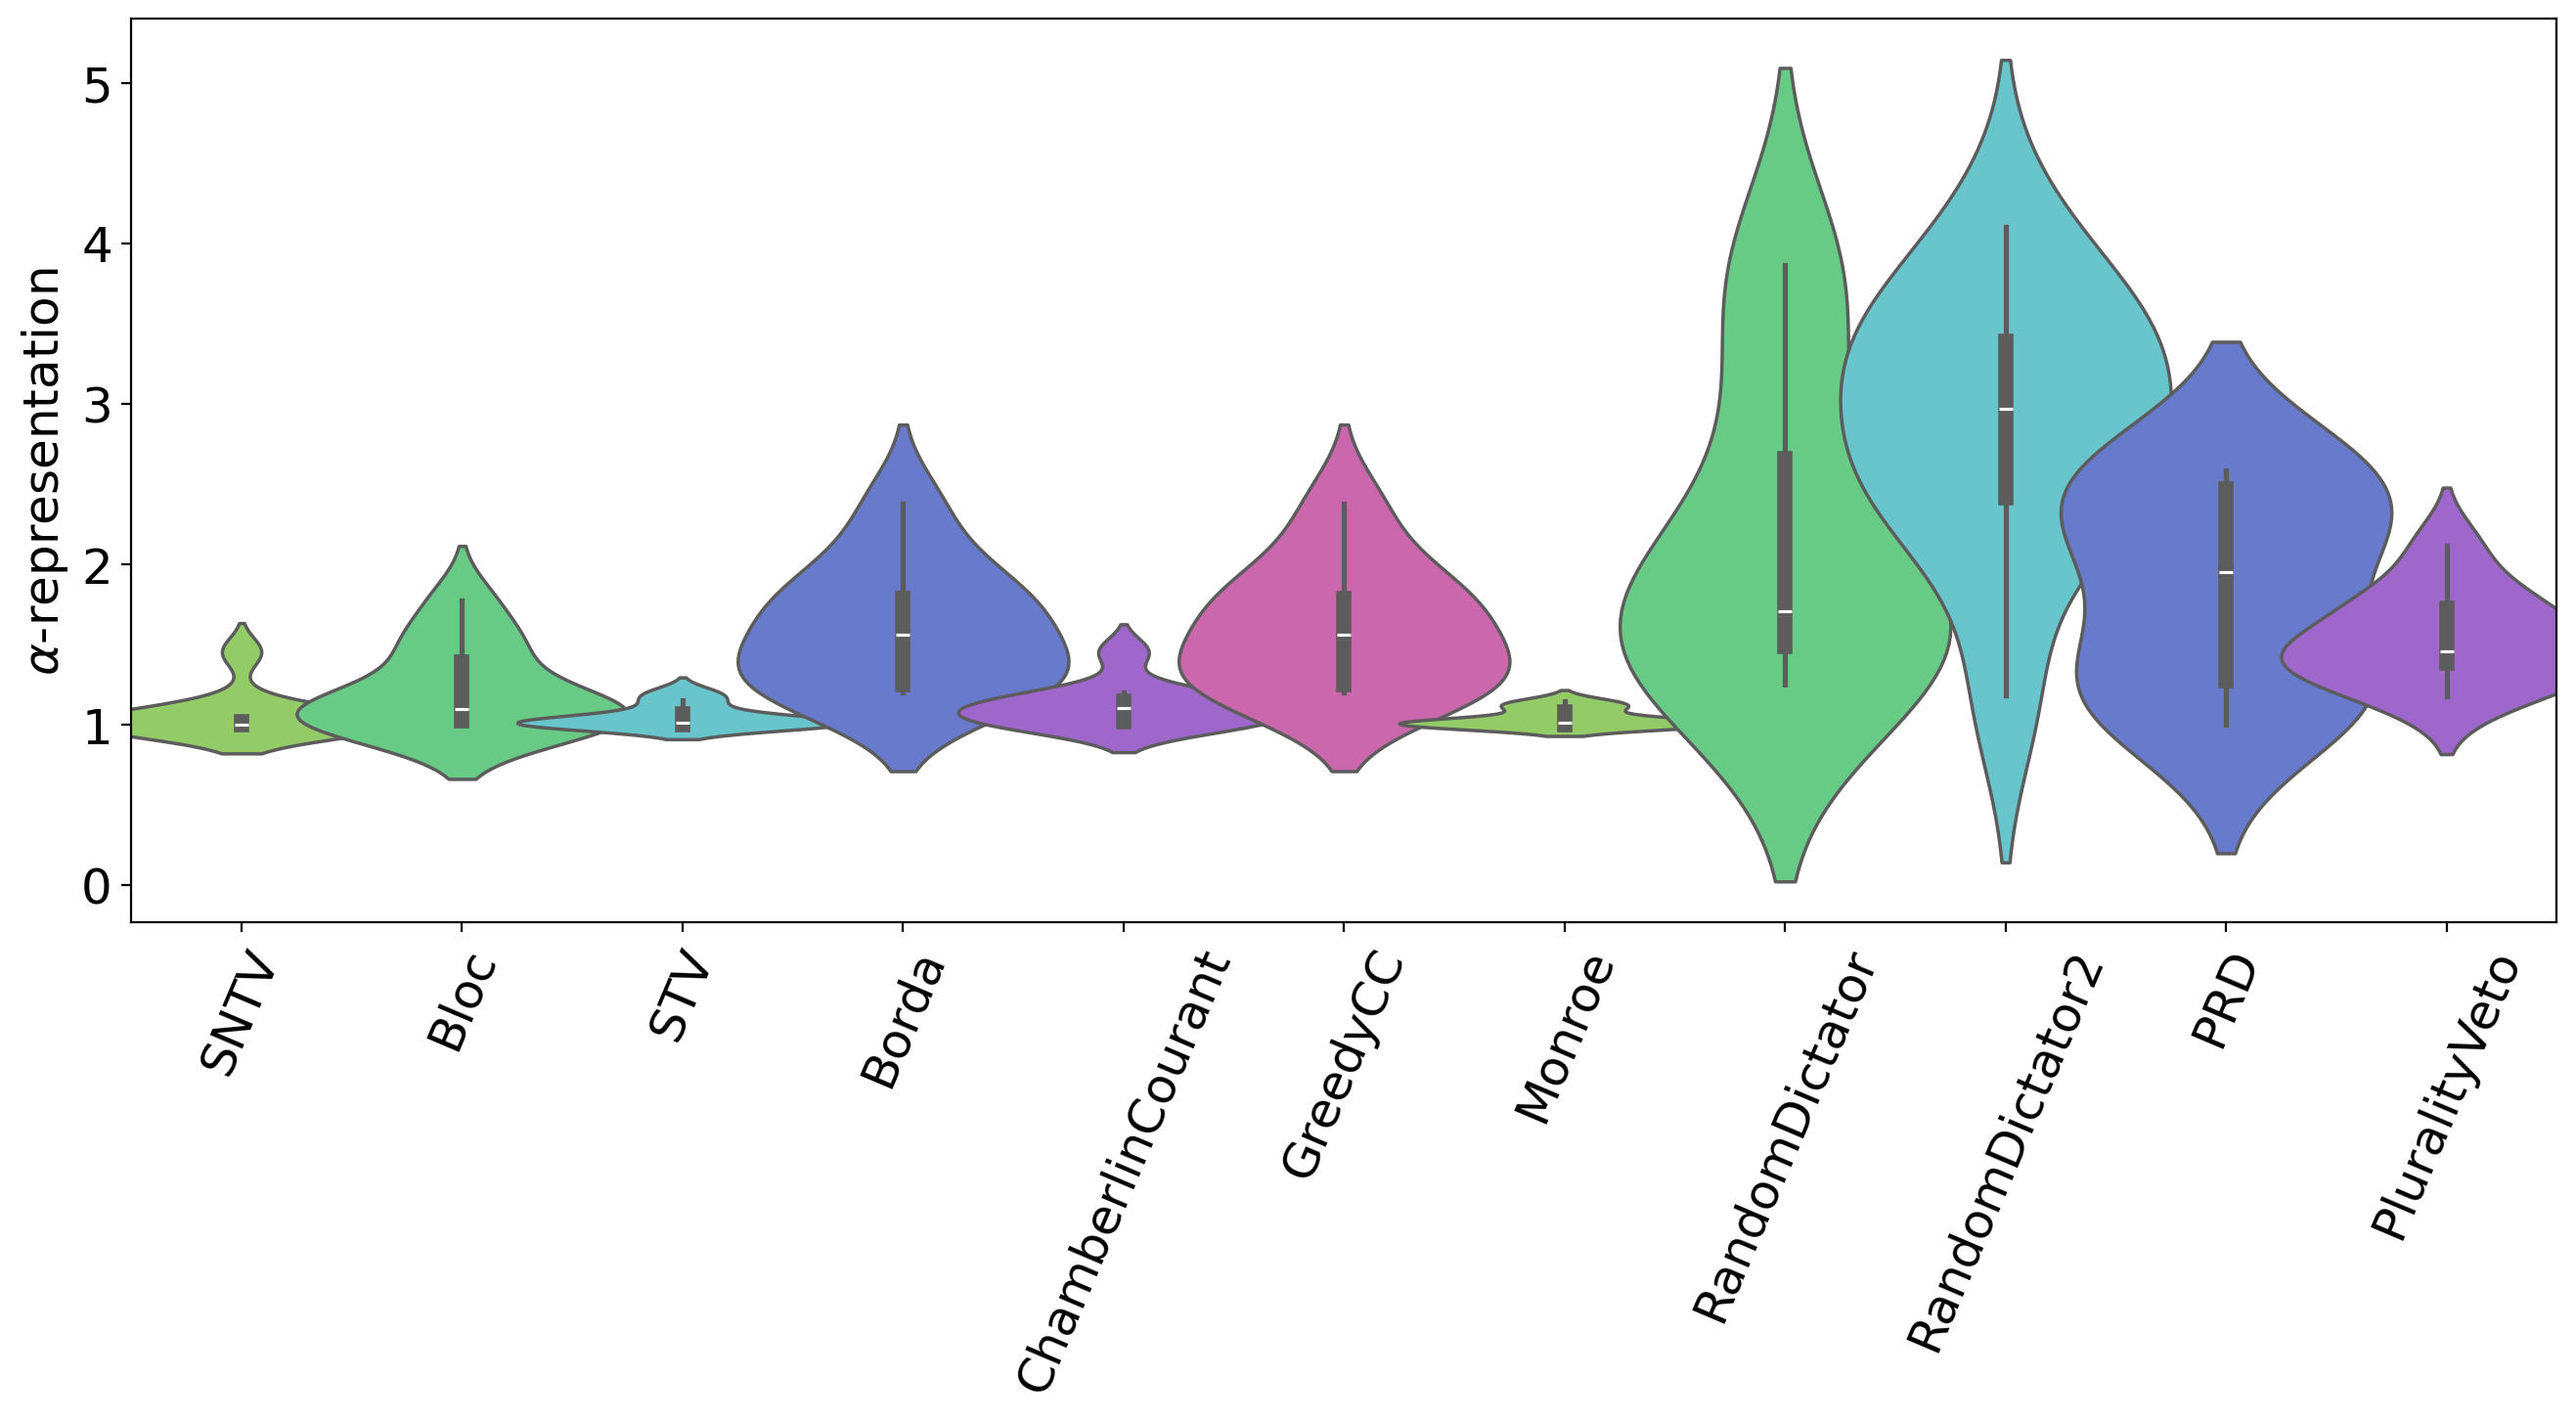 α-representation
5
4
3
2
1
0
SNTV
Bloc
STV
Borda
ChamberlinCourant
GreedyCC
Monroe
RandomDictator
RandomDictator2
PRD
PluralityVeto